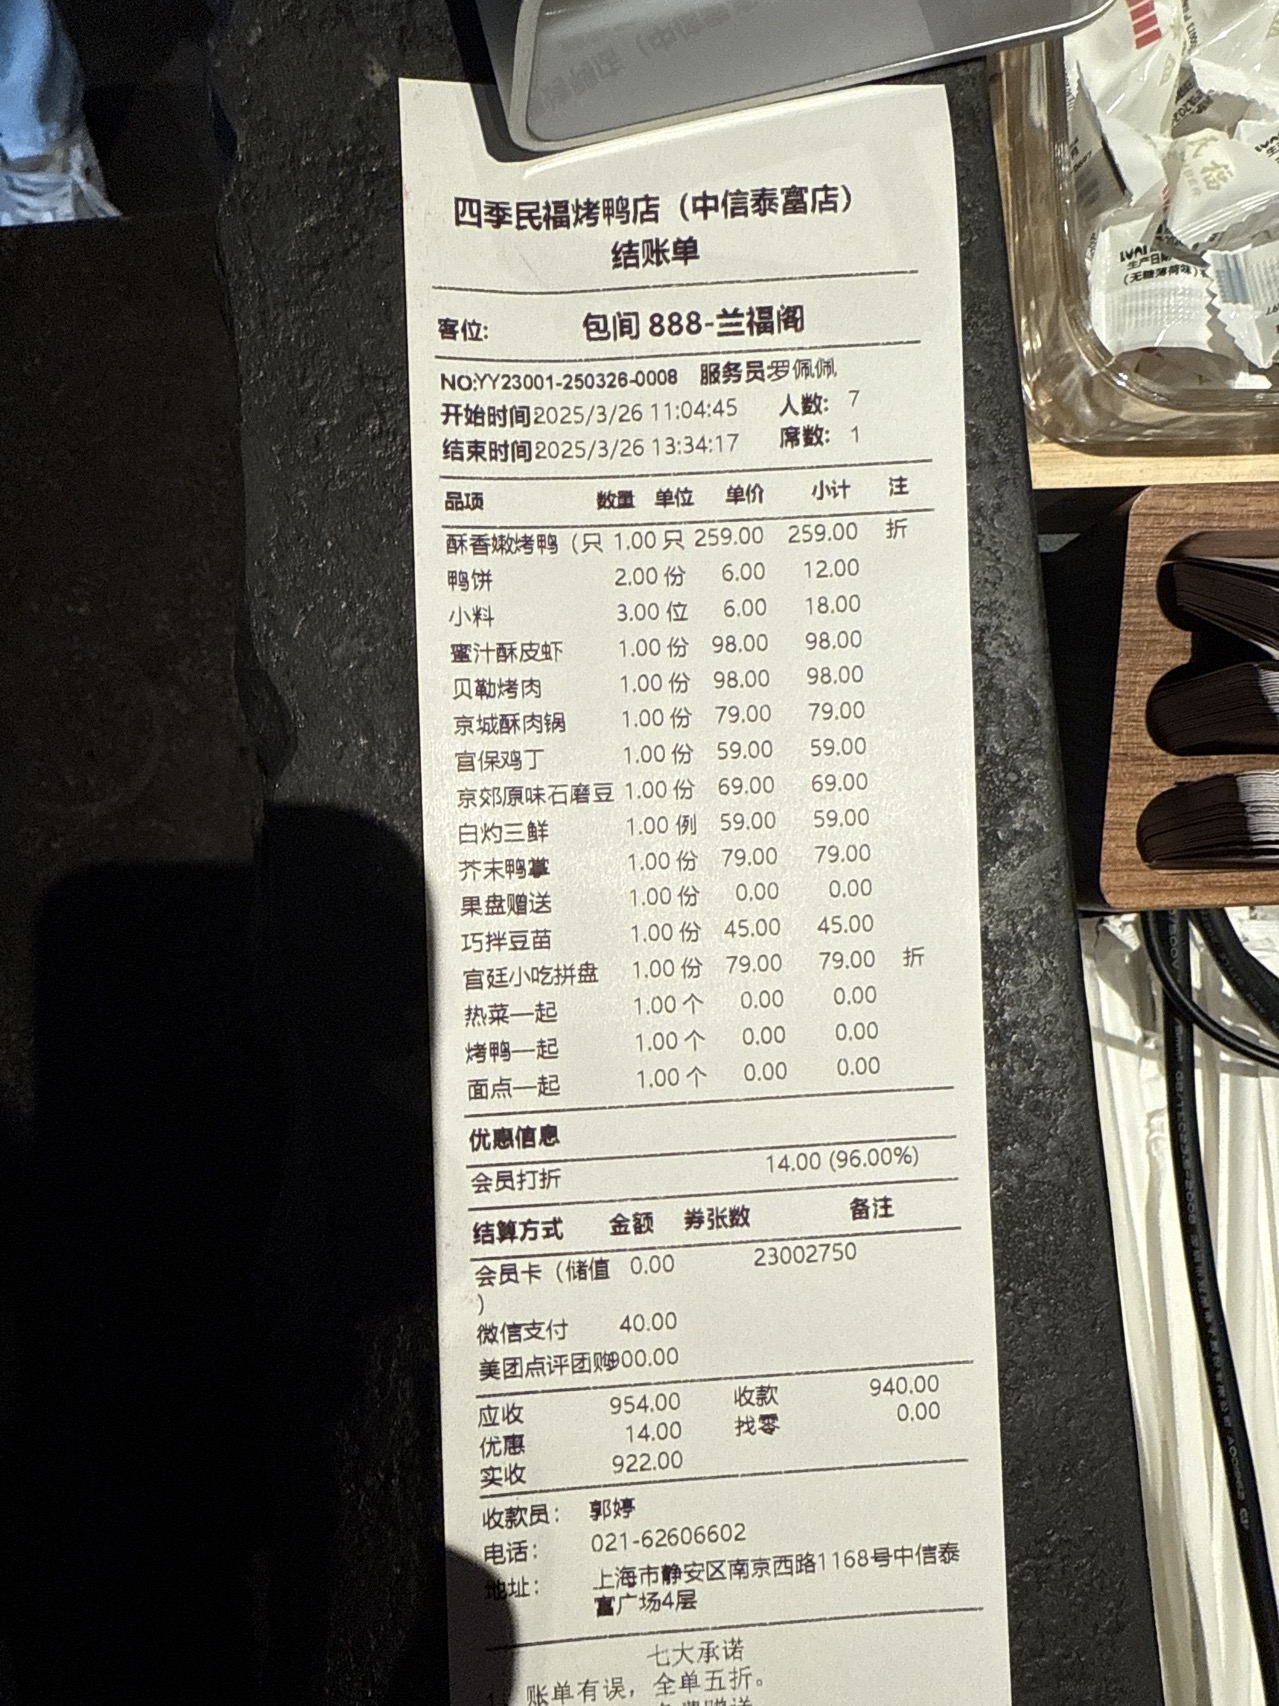 四季民福烤鸭店（中信泰富店）
结账单
客位: 包间 888-兰福阁
NO:YY23001-250326-0008 服务员:罗佩佩
开始时间2025/3/26 11:04:45 人数: 7
结束时间2025/3/26 13:34:17 席数: 1
品项 数量 单位 单价 小计 注
酥香嫩烤鸭（只 1.00 只 259.00 259.00 折
鸭饼 2.00 份 6.00 12.00
小料 3.00 位 6.00 18.00
蜜汁酥皮虾 1.00 份 98.00 98.00
贝勒烤肉 1.00 份 98.00 98.00
京城酥肉锅 1.00 份 79.00 79.00
宫保鸡丁 1.00 份 59.00 59.00
京郊原味石磨豆 1.00 份 69.00 69.00
白灼三鲜 1.00 例 59.00 59.00
芥末鸭掌 1.00 份 79.00 79.00
果盘赠送 1.00 份 0.00 0.00
巧拌豆苗 1.00 份 45.00 45.00
宫廷小吃拼盘 1.00 份 79.00 79.00 折
热菜一起 1.00 个 0.00 0.00
烤鸭一起 1.00 个 0.00 0.00
面点一起 1.00 个 0.00 0.00
优惠信息
会员打折 14.00 (96.00%)
结算方式 金额 券张数 备注
会员卡（储值 0.00 23002750
）
微信支付 40.00
美团点评团购900.00
应收 954.00 收款 940.00
优惠 14.00 找零 0.00
实收 922.00
收款员: 郭婷
电话: 021-62606602
地址: 上海市静安区南京西路1168号中信泰
富广场4层
七大承诺
1、账单有误，全单五折。
生产日期
(无糖薄荷味)